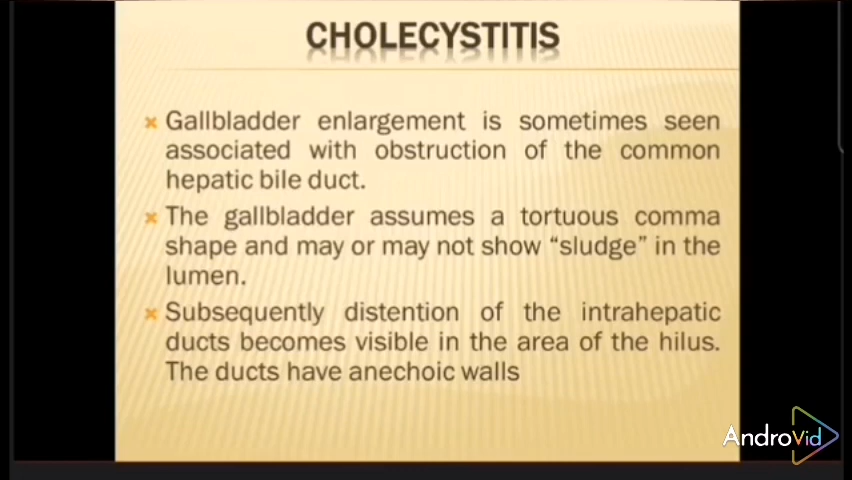 CHOLECYSTITIS
Gallbladder enlargement is sometimes seen
associated with obstruction of the common
hepatic bile duct.
The gallbladder assumes a tortuous comma
shape and may or may not show “sludge” in the
lumen.
Subsequently distention of the intrahepatic
ducts becomes visible in the area of the hilus.
The ducts have anechoic walls
AndroVid